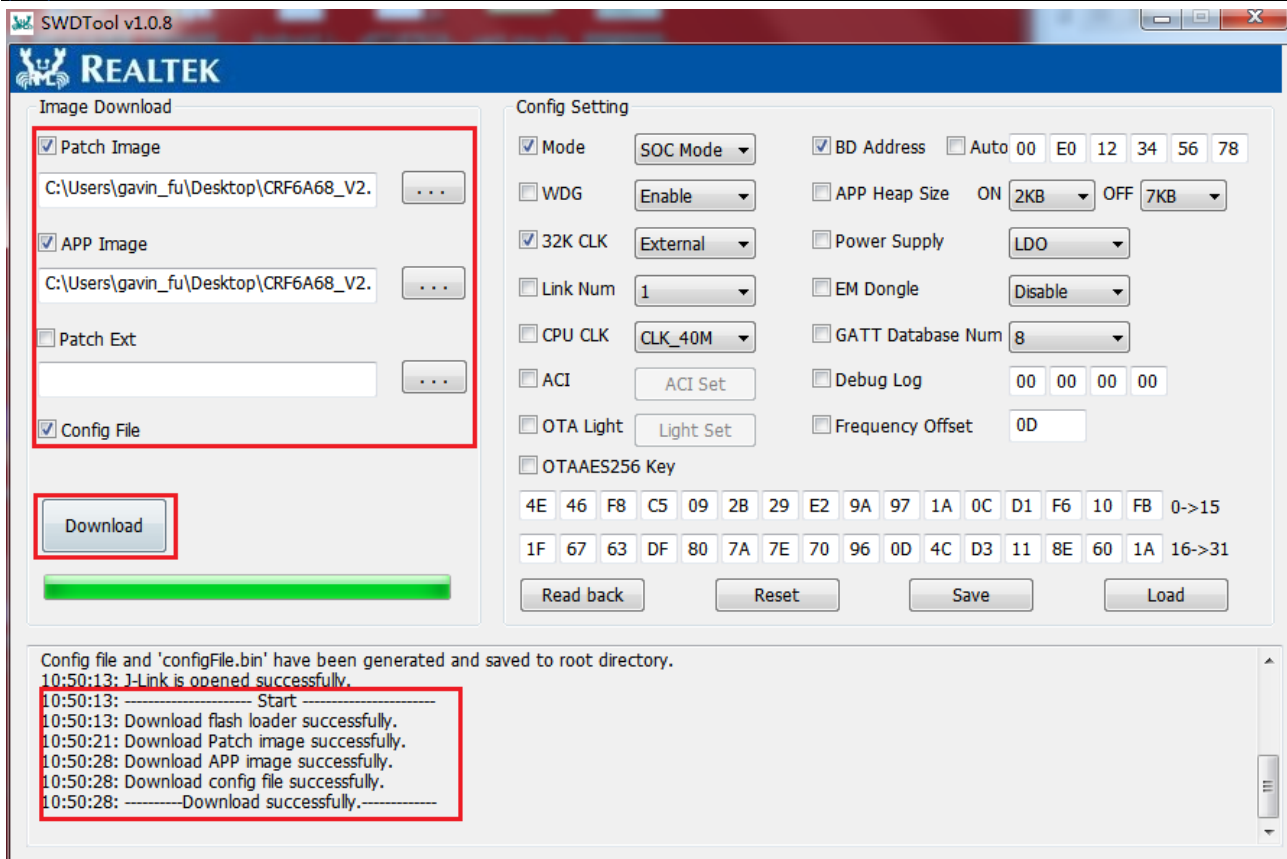 SWDTool v1.0.8
REALTEK
Image Download
Patch Image
C:\Users\gavin_fu\Desktop\CRF6A68_V2.
...
APP Image
C:\Users\gavin_fu\Desktop\CRF6A68_V2.
...
Patch Ext
...
Config File
Download
Config Setting
Mode SOC Mode BD Address Auto 00 E0 12 34 56 78
WDG Enable APP Heap Size ON 2KB OFF 7KB
32K CLK External Power Supply LDO
Link Num 1 EM Dongle Disable
CPU CLK CLK_40M GATT Database Num 8
ACI ACI Set Debug Log 00 00 00 00
OTA Light Light Set Frequency Offset 0D
OTAAES256 Key
4E 46 F8 C5 09 2B 29 E2 9A 97 1A 0C D1 F6 10 FB 0->15
1F 67 63 DF 80 7A 7E 70 96 0D 4C D3 11 8E 60 1A 16->31
Read back Reset Save Load
Config file and 'configFile.bin' have been generated and saved to root directory.
10:50:13: J-Link is opened successfully.
10:50:13: ---------------------- Start -----------------------
10:50:13: Download flash loader successfully.
10:50:21: Download Patch image successfully.
10:50:28: Download APP image successfully.
10:50:28: Download config file successfully.
10:50:28: ----------Download successfully.-------------